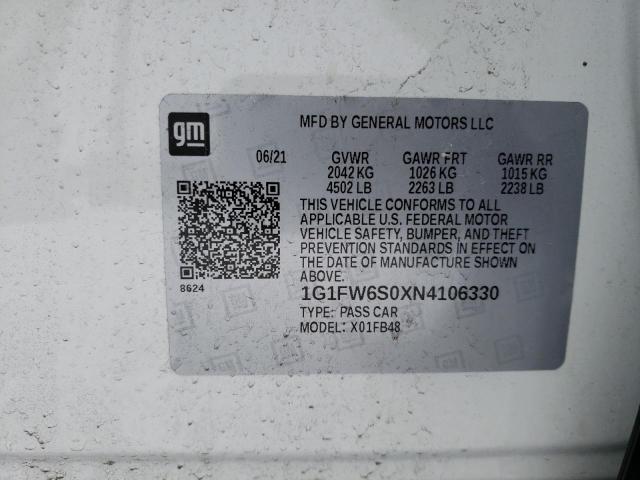 gm
MFD BY GENERAL MOTORS LLC
06/21 GVWR GAWR FRT GAWR RR
2042 KG 1026 KG 1015 KG
4502 LB 2263 LB 2238 LB
THIS VEHICLE CONFORMS TO ALL
APPLICABLE U.S. FEDERAL MOTOR
VEHICLE SAFETY, BUMPER, AND THEFT
PREVENTION STANDARDS IN EFFECT ON
THE DATE OF MANUFACTURE SHOWN
ABOVE.
8624
1G1FW6S0XN4106330
TYPE: PASS CAR
MODEL: X01FB48